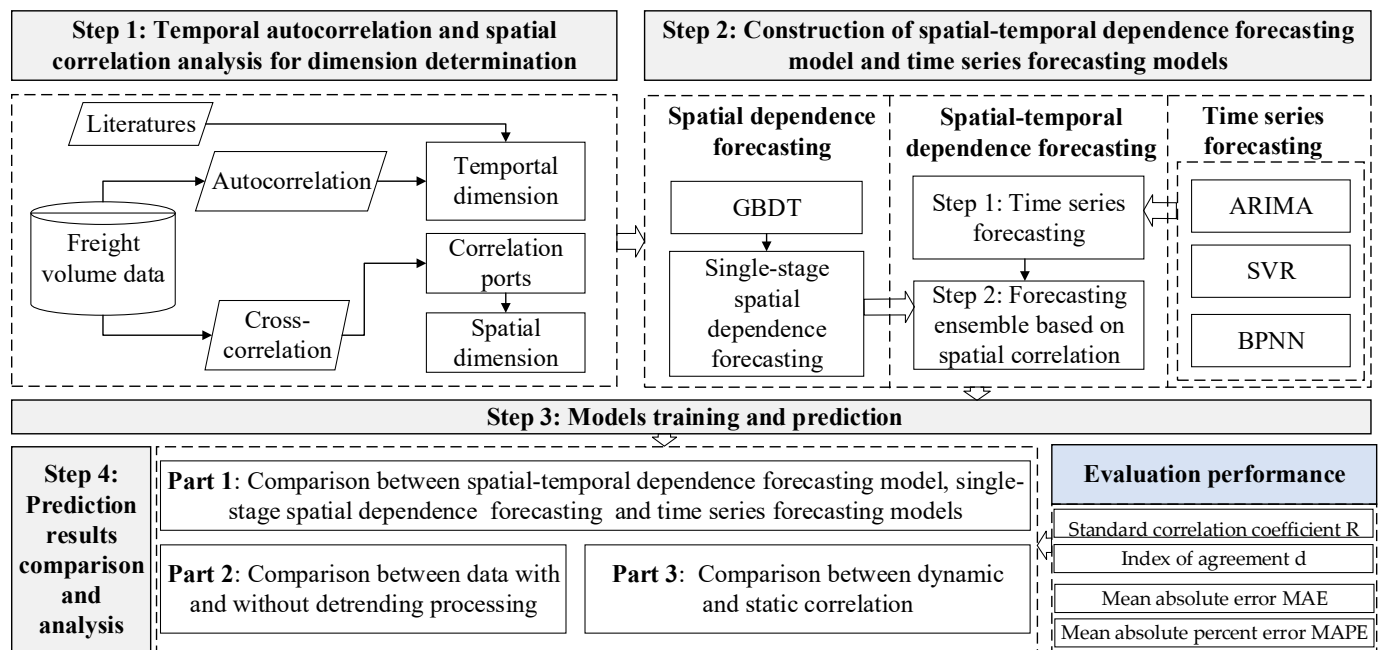 Step 1: Temporal autocorrelation and spatial
correlation analysis for dimension determination
Literatures
Autocorrelation
Temportal
dimension
Freight
volume data
Correlation
ports
Cross-
correlation
Spatial
dimension
Step 2: Construction of spatial-temporal dependence forecasting
model and time series forecasting models
Spatial dependence
forecasting
GBDT
Single-stage
spatial
dependence
forecasting
Spatial-temporal
dependence forecasting
Step 1: Time series
forecasting
Step 2: Forecasting
ensemble based on
spatial correlation
Time series
forecasting
ARIMA
SVR
BPNN
Step 3: Models training and prediction
Step 4:
Prediction
results
comparison
and
analysis
Part 1: Comparison between spatial-temporal dependence forecasting model, single-
stage spatial dependence forecasting and time series forecasting models
Part 2: Comparison between data with
and without detrending processing
Part 3: Comparison between dynamic
and static correlation
Evaluation performance
Standard correlation coefficient R
Index of agreement d
Mean absolute error MAE
Mean absolute percent error MAPE